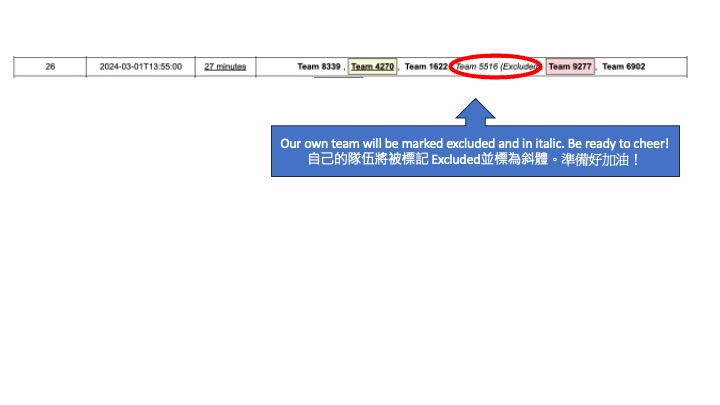 26 2024-03-01T13:55:00 27 minutes Team 8339 , Team 4270 , Team 1622 Team 5516 (Excluded Team 9277 , Team 6902
Our own team will be marked excluded and in italic. Be ready to cheer!
自己的隊伍將被標記 Excluded並標為斜體。準備好加油！